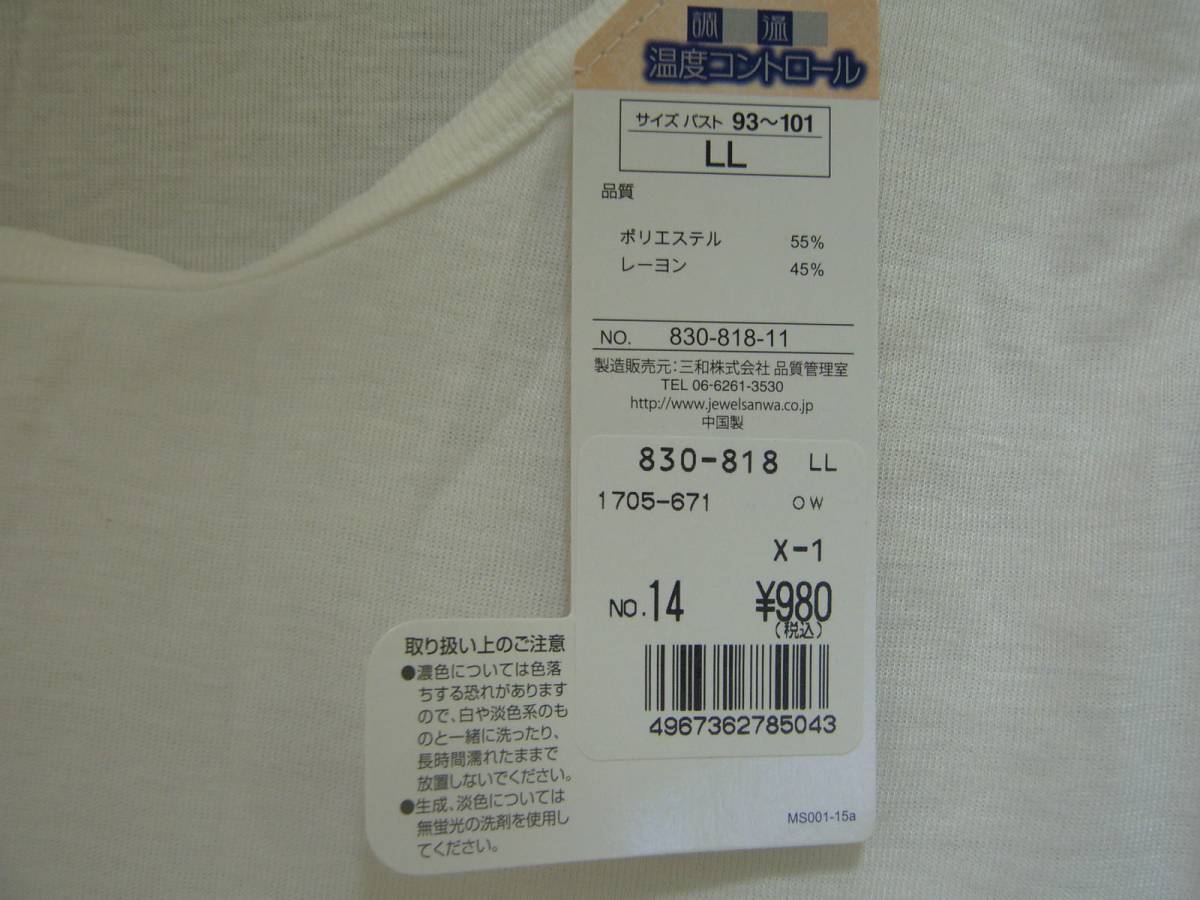 調 温
温度コントロール
サイズ バスト 93～101
LL
品質
ポリエステル 55%
レーヨン 45%
NO. 830-818-11
製造販売元:三和株式会社 品質管理室
TEL 06-6261-3530
http://www.jewelsanwa.co.jp
中国製
830-818 LL
1705-671 OW
X-1
NO.14 ¥980
(税込)
4967362785043
取り扱い上のご注意
●濃色については色落
ちする恐れがあります
ので、白や淡色系のも
のと一緒に洗ったり、
長時間濡れたままで
放置しないでください。
●生成、淡色については
無蛍光の洗剤を使用し
てください。
MS001-15a